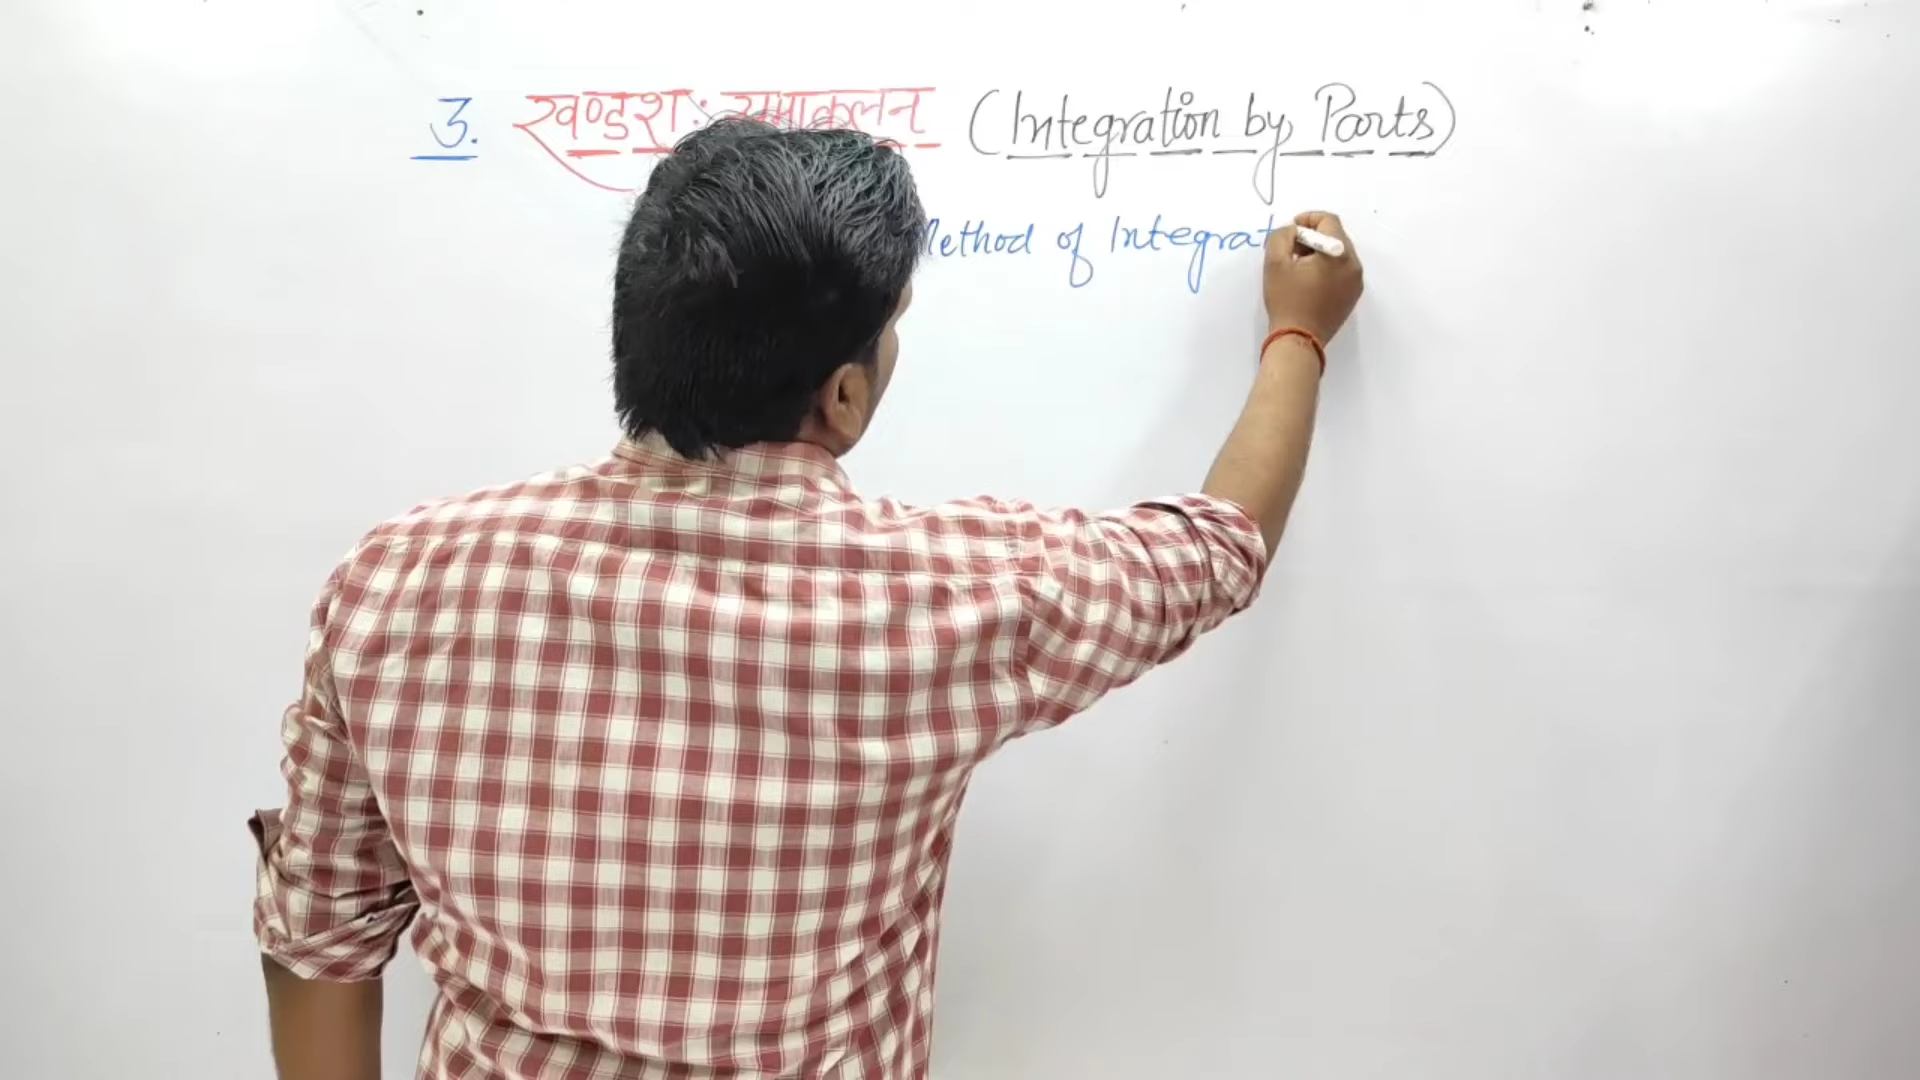 3. खण्डशः समाकलन (Integration by Parts)
Method of Integrat